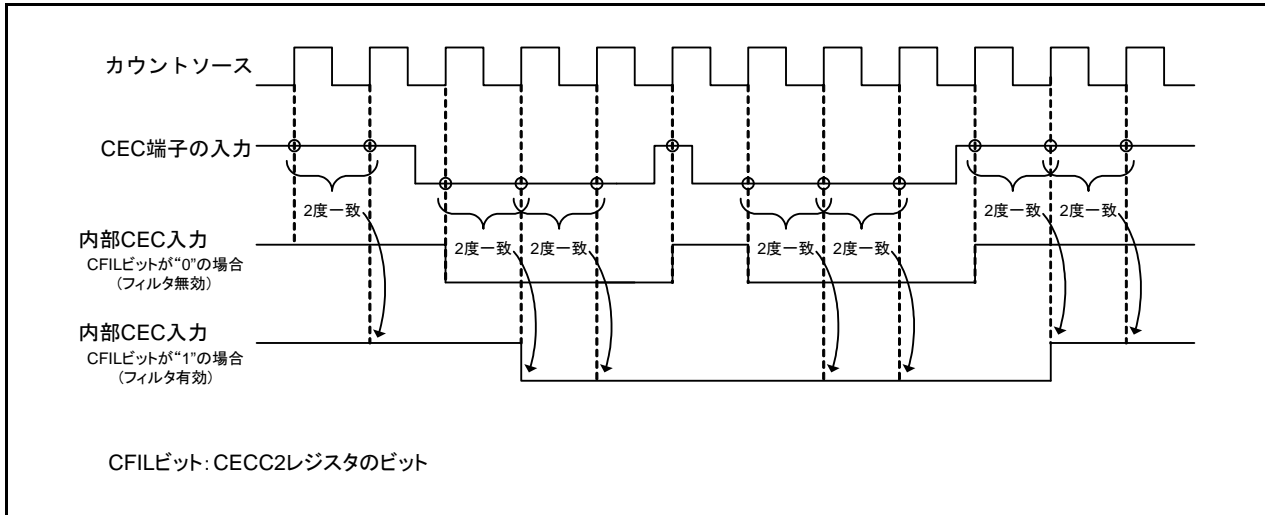 カウントソース
CEC端子の入力
2度一致
2度一致
2度一致
内部CEC入力
CFILビットが“0”の場合
(フィルタ無効)
2度一致
2度一致
2度一致
2度一致
内部CEC入力
CFILビットが“1”の場合
(フィルタ有効)
CFILビット：CECC2レジスタのビット